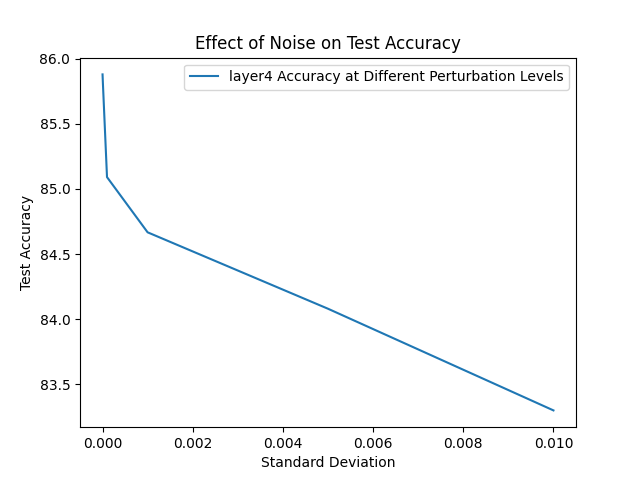 Effect of Noise on Test Accuracy
layer4 Accuracy at Different Perturbation Levels
86.0
85.5
85.0
84.5
84.0
83.5
Test Accuracy
0.000 0.002 0.004 0.006 0.008 0.010
Standard Deviation